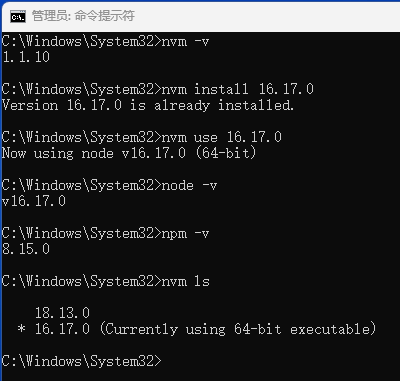 管理员: 命令提示符
C:\Windows\System32>nvm -v
1.1.10
C:\Windows\System32>nvm install 16.17.0
Version 16.17.0 is already installed.
C:\Windows\System32>nvm use 16.17.0
Now using node v16.17.0 (64-bit)
C:\Windows\System32>node -v
v16.17.0
C:\Windows\System32>npm -v
8.15.0
C:\Windows\System32>nvm ls
18.13.0
* 16.17.0 (Currently using 64-bit executable)
C:\Windows\System32>